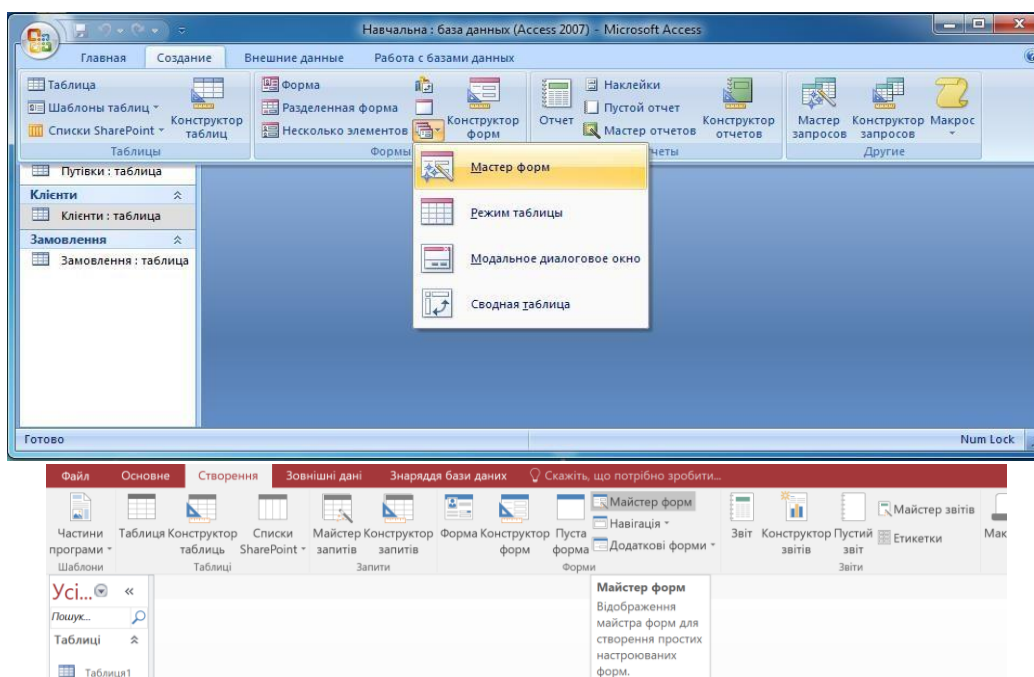 Навчальна : база данных (Access 2007) - Microsoft Access
Главная Создание Внешние данные Работа с базами данных
Таблица
Шаблоны таблиц
Списки SharePoint
Конструктор таблиц
Таблицы
Форма
Разделенная форма
Несколько элементов
Конструктор форм
Формы
Отчет
Наклейки
Пустой отчет
Мастер отчетов
Конструктор отчетов
четы
Мастер запросов
Конструктор запросов
Макрос
Другие
Путівки : таблица
Клієнти
Клієнти : таблица
Замовлення
Замовлення : таблица
Мастер форм
Режим таблицы
Модальное диалоговое окно
Сводная таблица
Готово
Num Lock
Файл Основне Створення Зовнішні дані Знаряддя бази даних Скажіть, що потрібно зробити...
Частини програми
Шаблони
Таблиця
Конструктор таблиць
Списки SharePoint
Таблиці
Майстер запитів
Конструктор запитів
Запити
Форма
Конструктор форм
Пуста форма
Майстер форм
Навігація
Додаткові форми
Форми
Звіт
Конструктор звітів
Пустий звіт
Майстер звітів
Етикетки
Звіти
Мак
Усі...
Пошук...
Таблиці
Таблиця1
Майстер форм
Відображення
майстра форм для
створення простих
настроюваних
форм.